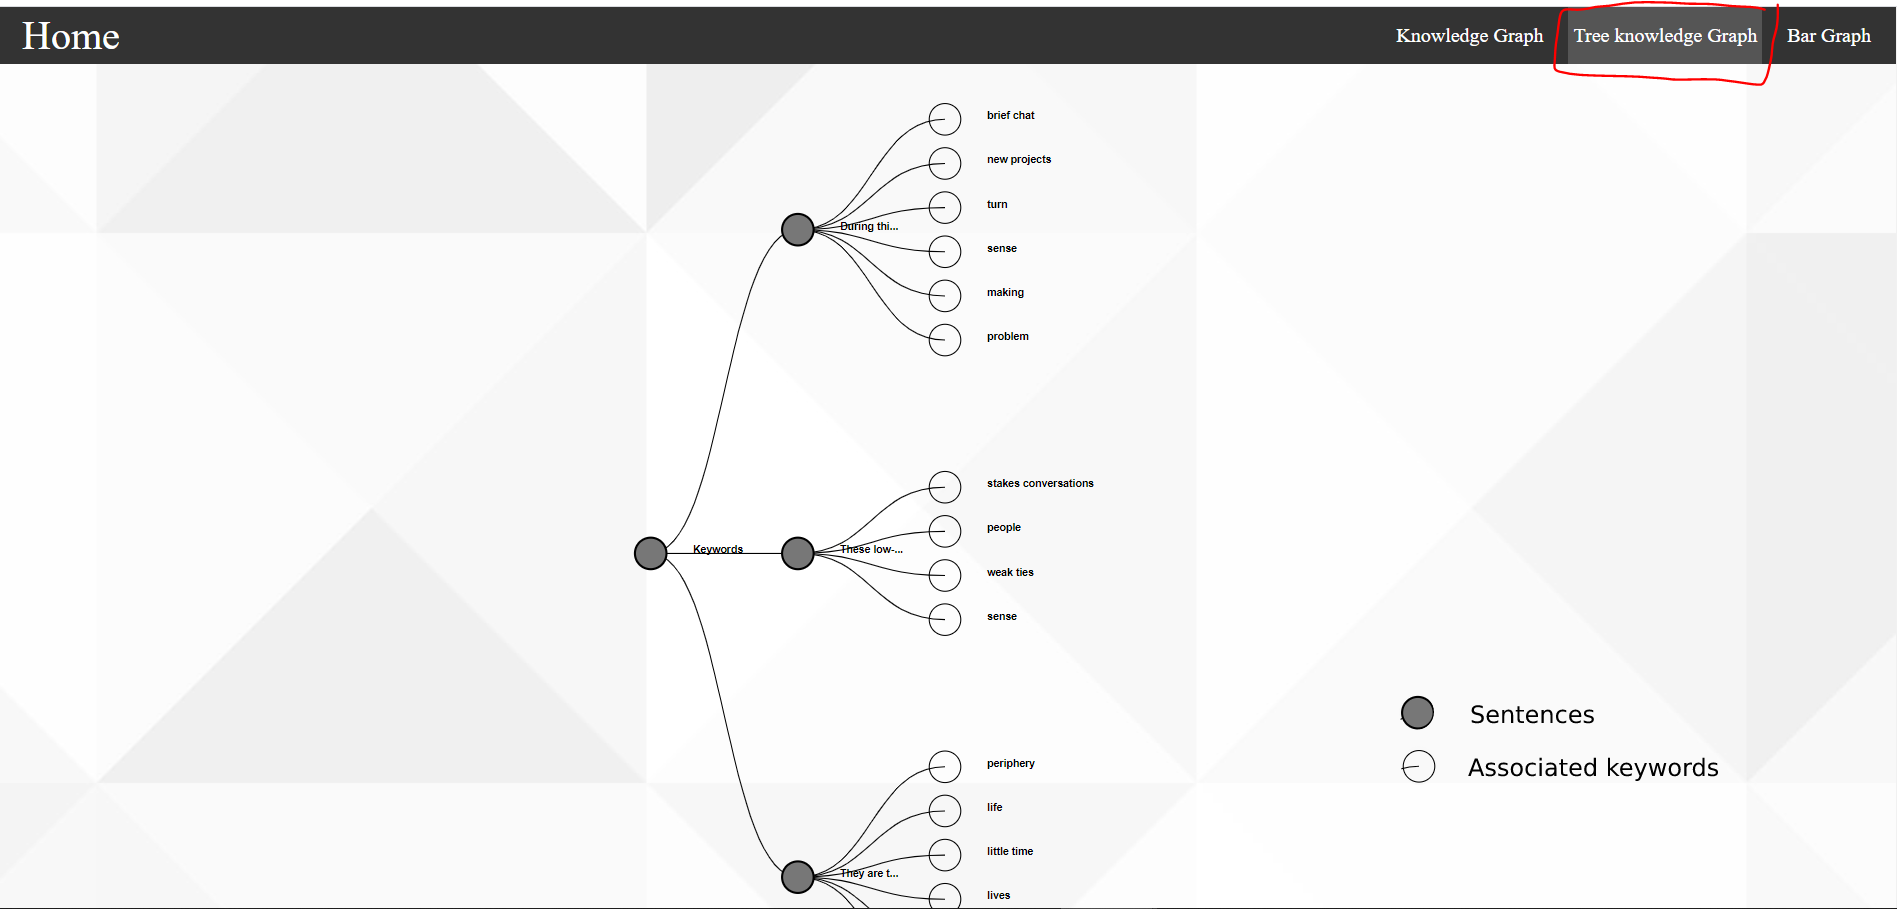 Home
Knowledge Graph
Tree knowledge Graph
Bar Graph
brief chat
new projects
turn
During thi...
sense
making
problem
stakes conversations
people
Keywords
These low-...
weak ties
sense
Sentences
periphery
Associated keywords
life
little time
They are t...
lives